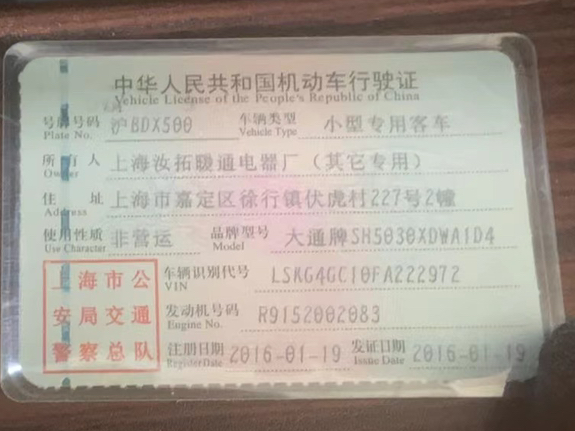 中华人民共和国机动车行驶证
Vehicle License of the People's Republic of China
号牌号码 Plate No. 沪BDX500 车辆类型 Vehicle Type 小型专用客车
所有人 Owner 上海汝拓暖通电器厂（其它专用）
住址 Address 上海市嘉定区徐行镇伏虎村227号2幢
使用性质 Use Character 非营运 品牌型号 Model 大通牌SH5030XDWA1D4
上海市公安局交通警察总队
车辆识别代号 VIN LSKG4GC10FA222972
发动机号码 Engine No. R9152002083
注册日期 Register Date 2016-01-19 发证日期 Issue Date 2016-01-19